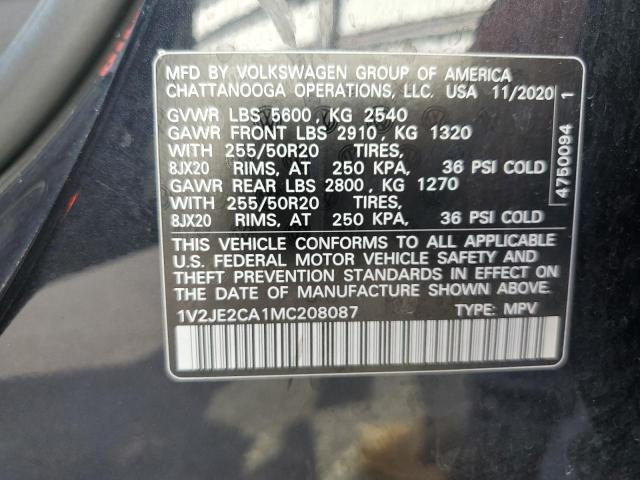 MFD BY VOLKSWAGEN GROUP OF AMERICA
CHATTANOOGA OPERATIONS, LLC. USA 11/2020
GVWR LBS 5600, KG 2540
GAWR FRONT LBS 2910, KG 1320
WITH 255/50R20 TIRES,
8JX20 RIMS, AT 250 KPA, 36 PSI COLD
GAWR REAR LBS 2800, KG 1270
WITH 255/50R20 TIRES,
8JX20 RIMS, AT 250 KPA, 36 PSI COLD
THIS VEHICLE CONFORMS TO ALL APPLICABLE
U.S. FEDERAL MOTOR VEHICLE SAFETY AND
THEFT PREVENTION STANDARDS IN EFFECT ON
THE DATE OF MANUFACTURE SHOWN ABOVE.
1V2JE2CA1MC208087 TYPE: MPV
4750094 1